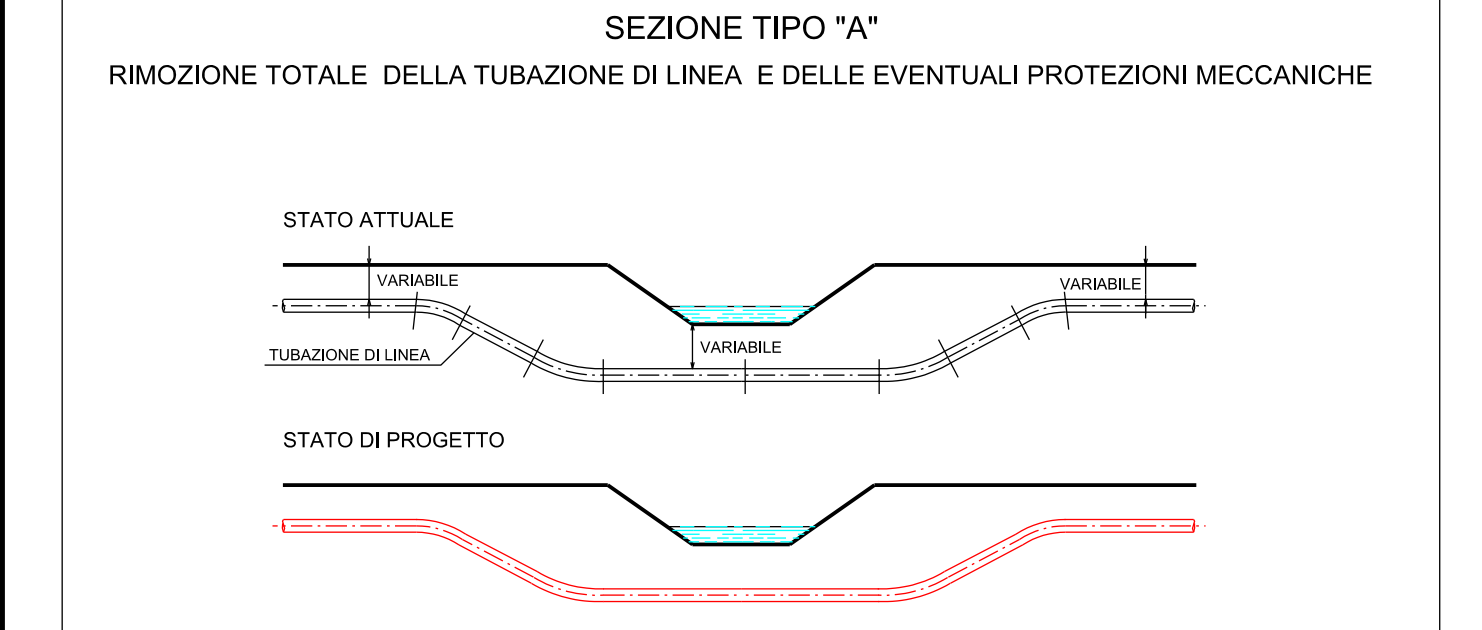 SEZIONE TIPO "A"
RIMOZIONE TOTALE DELLA TUBAZIONE DI LINEA E DELLE EVENTUALI PROTEZIONI MECCANICHE
STATO ATTUALE
VARIABILE
VARIABILE
TUBAZIONE DI LINEA
VARIABILE
STATO DI PROGETTO